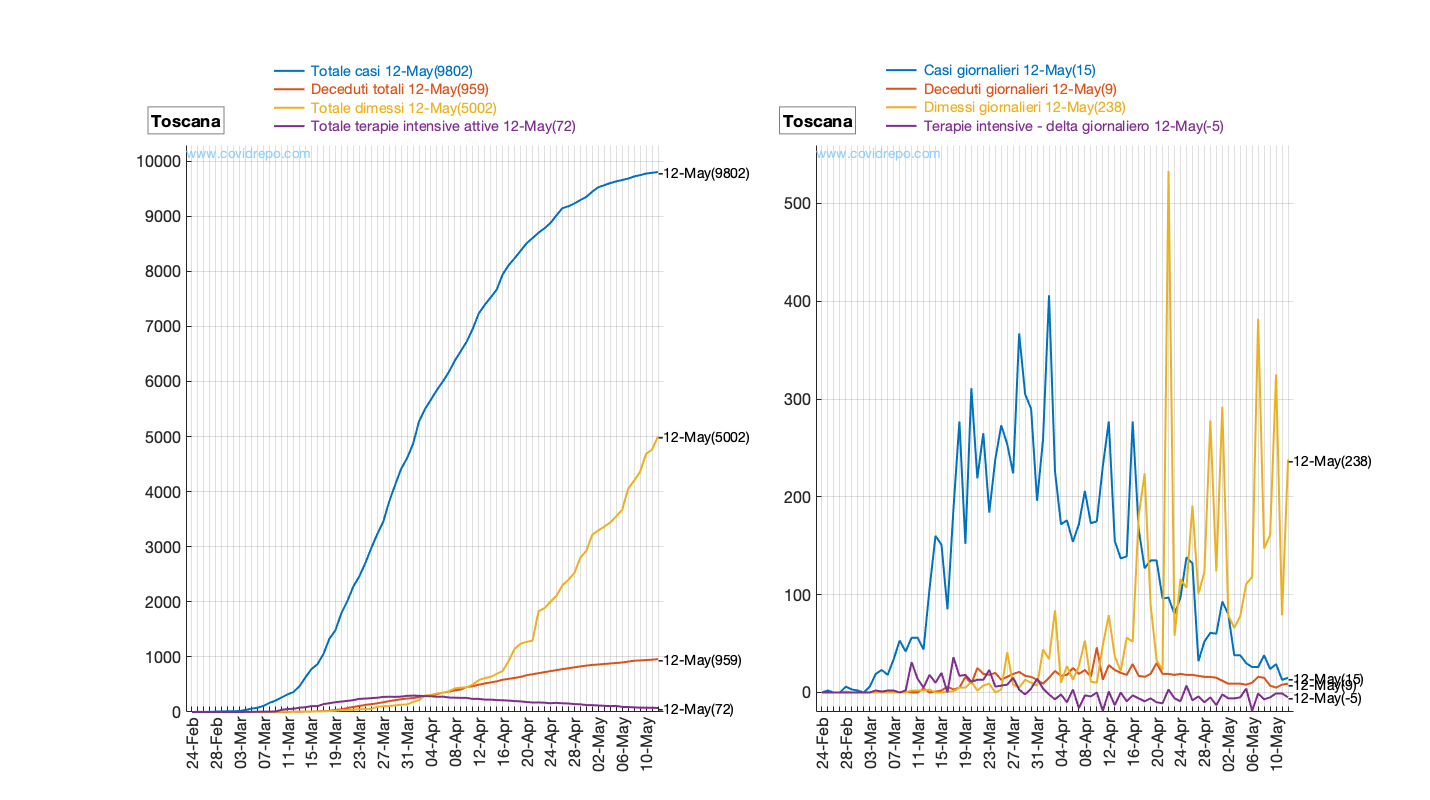 Totale casi 12-May(9802)
Deceduti totali 12-May(959)
Totale dimessi 12-May(5002)
Totale terapie intensive attive 12-May(72)
Toscana
www.covidrepo.com
10000
9000
8000
7000
6000
5000
4000
3000
2000
1000
0
12-May(9802)
12-May(5002)
12-May(959)
12-May(72)
24-Feb
28-Feb
03-Mar
07-Mar
11-Mar
15-Mar
19-Mar
23-Mar
27-Mar
31-Mar
04-Apr
08-Apr
12-Apr
16-Apr
20-Apr
24-Apr
28-Apr
02-May
06-May
10-May
Casi giornalieri 12-May(15)
Deceduti giornalieri 12-May(9)
Dimessi giornalieri 12-May(238)
Terapie intensive - delta giornaliero 12-May(-5)
Toscana
www.covidrepo.com
500
400
300
200
100
0
12-May(238)
12-May(15)
12-May(9)
12-May(-5)
24-Feb
28-Feb
03-Mar
07-Mar
11-Mar
15-Mar
19-Mar
23-Mar
27-Mar
31-Mar
04-Apr
08-Apr
12-Apr
16-Apr
20-Apr
24-Apr
28-Apr
02-May
06-May
10-May